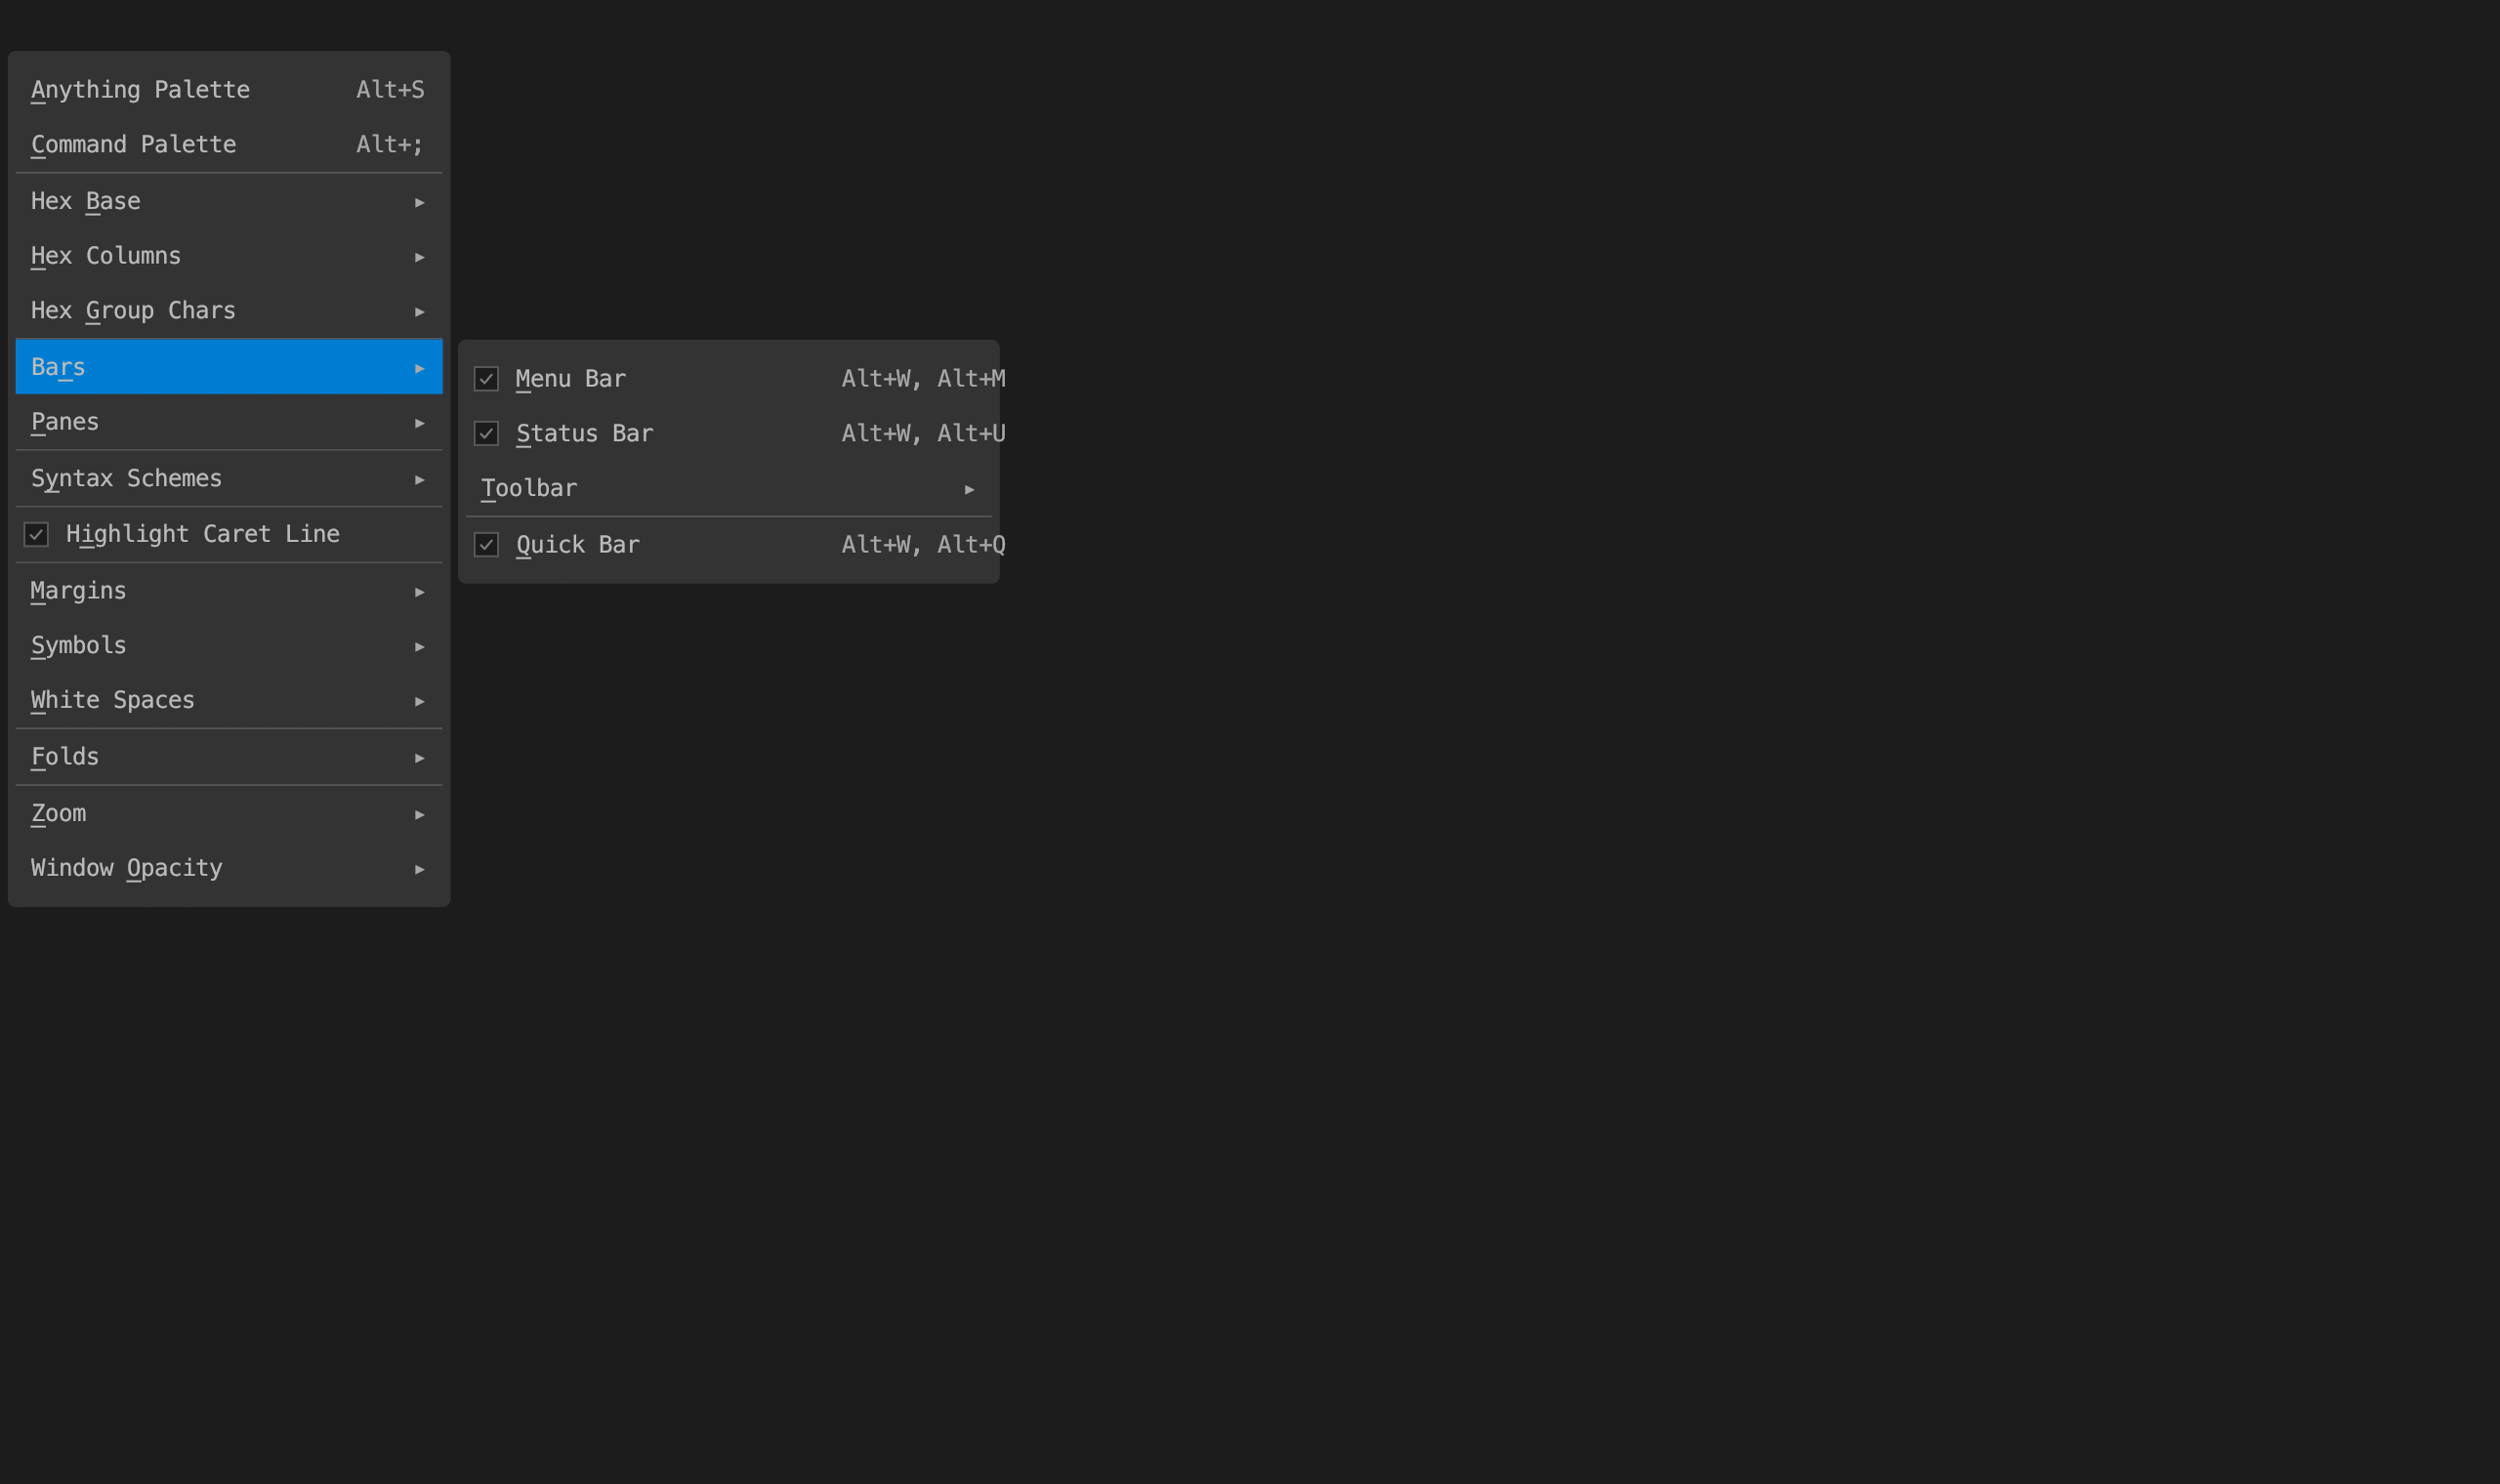 Anything Palette Alt+S
Command Palette Alt+;
Hex Base
Hex Columns
Hex Group Chars
Bars
Panes
Syntax Schemes
Highlight Caret Line
Margins
Symbols
White Spaces
Folds
Zoom
Window Opacity
Menu Bar Alt+W, Alt+M
Status Bar Alt+W, Alt+U
Toolbar
Quick Bar Alt+W, Alt+Q